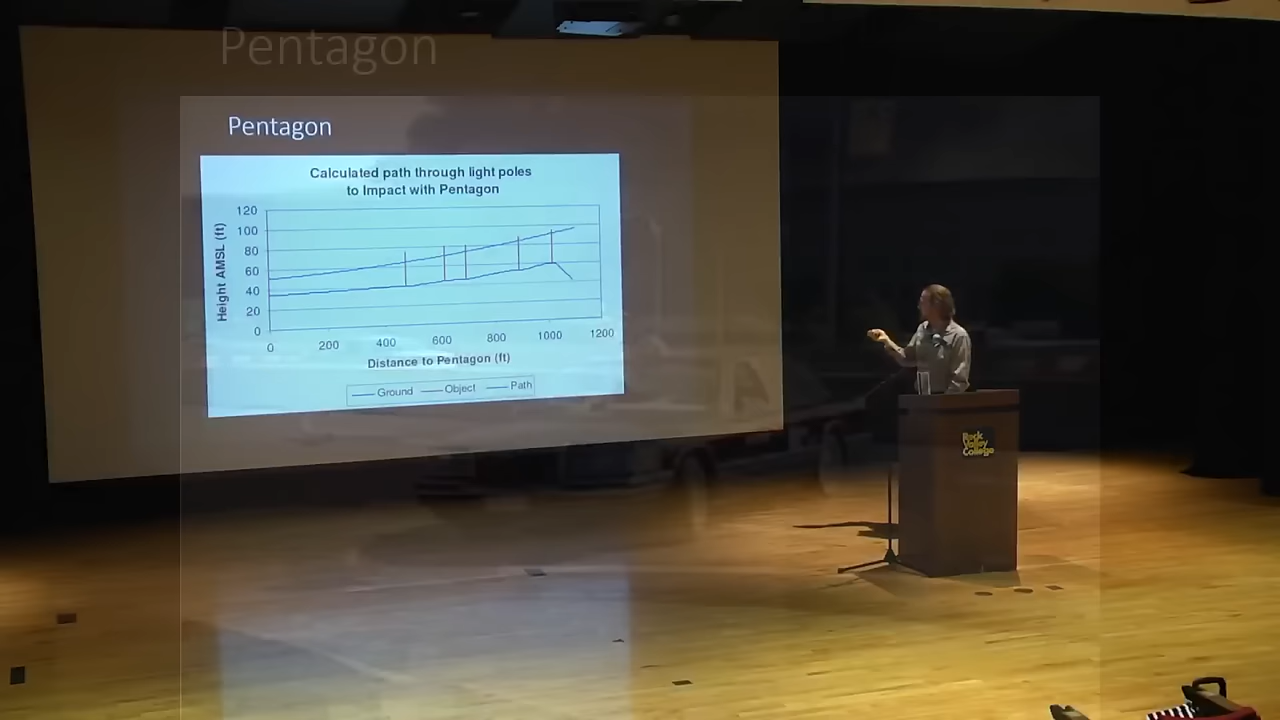 Pentagon
Pentagon
Calculated path through light poles
to Impact with Pentagon
Height AMSL (ft)
120
100
80
60
40
20
0
0 200 400 600 800 1000 1200
Distance to Pentagon (ft)
Ground Object Path
A
Rock
Valley
College